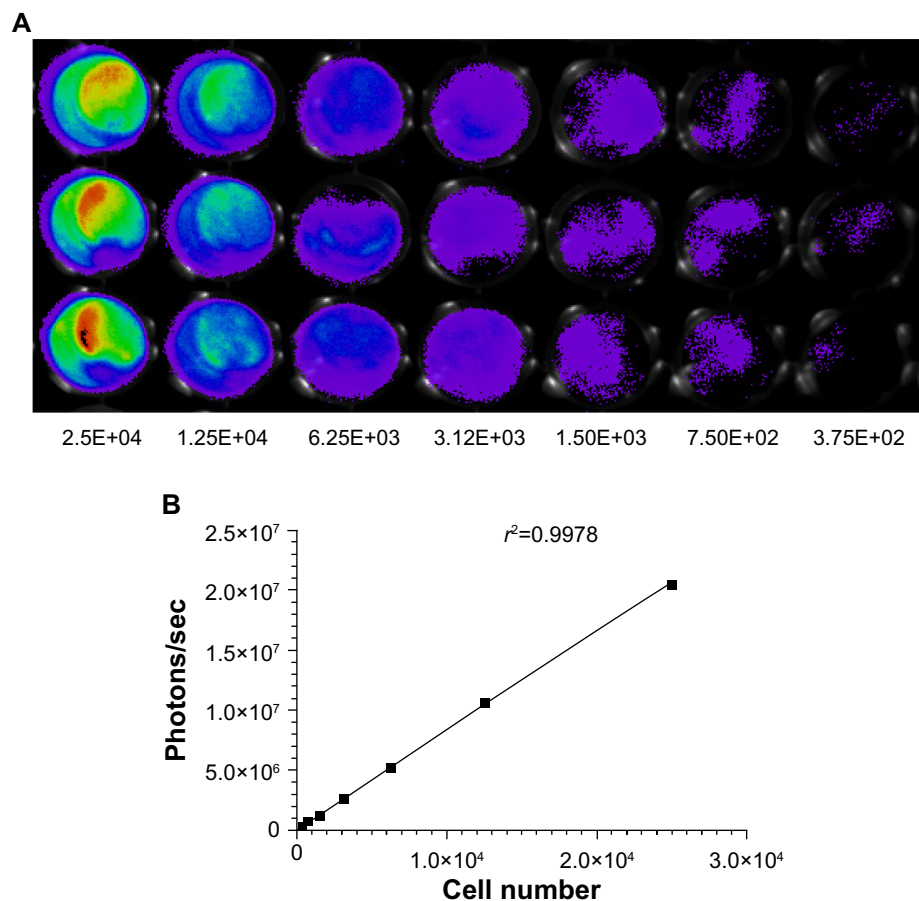 A
2.5E+04 1.25E+04 6.25E+03 3.12E+03 1.50E+03 7.50E+02 3.75E+02
B
r²=0.9978
Photons/sec
2.5×10⁷
2.0×10⁷
1.5×10⁷
1.0×10⁷
5.0×10⁶
0
0 1.0×10⁴ 2.0×10⁴ 3.0×10⁴
Cell number